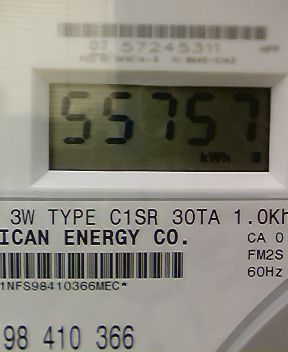 07 57245311
55757
kWh
3W TYPE C1SR 30TA 1.0Kh
ICAN ENERGY CO.
CA 0
FM2S
60Hz
1NFS98410366MEC*
98 410 366